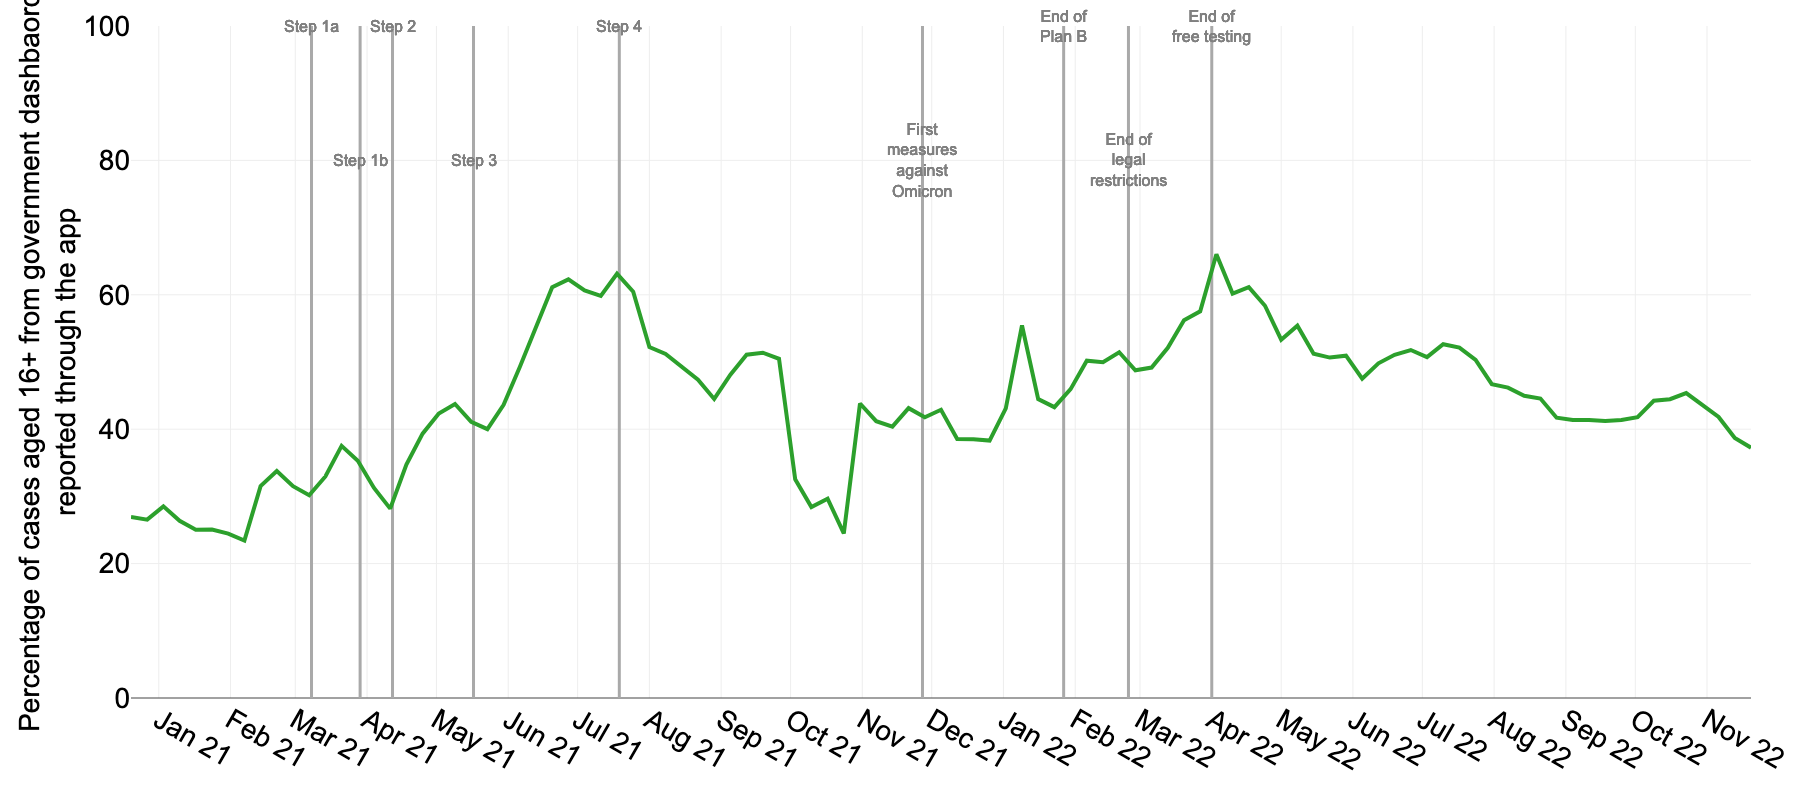 Percentage of cases aged 16+ from government dashbaord
reported through the app
100
80
60
40
20
0
Step 1a
Step 1b
Step 2
Step 3
Step 4
First
measures
against
Omicron
End of
Plan B
End of
legal
restrictions
End of
free testing
Jan 21
Feb 21
Mar 21
Apr 21
May 21
Jun 21
Jul 21
Aug 21
Sep 21
Oct 21
Nov 21
Dec 21
Jan 22
Feb 22
Mar 22
Apr 22
May 22
Jun 22
Jul 22
Aug 22
Sep 22
Oct 22
Nov 22